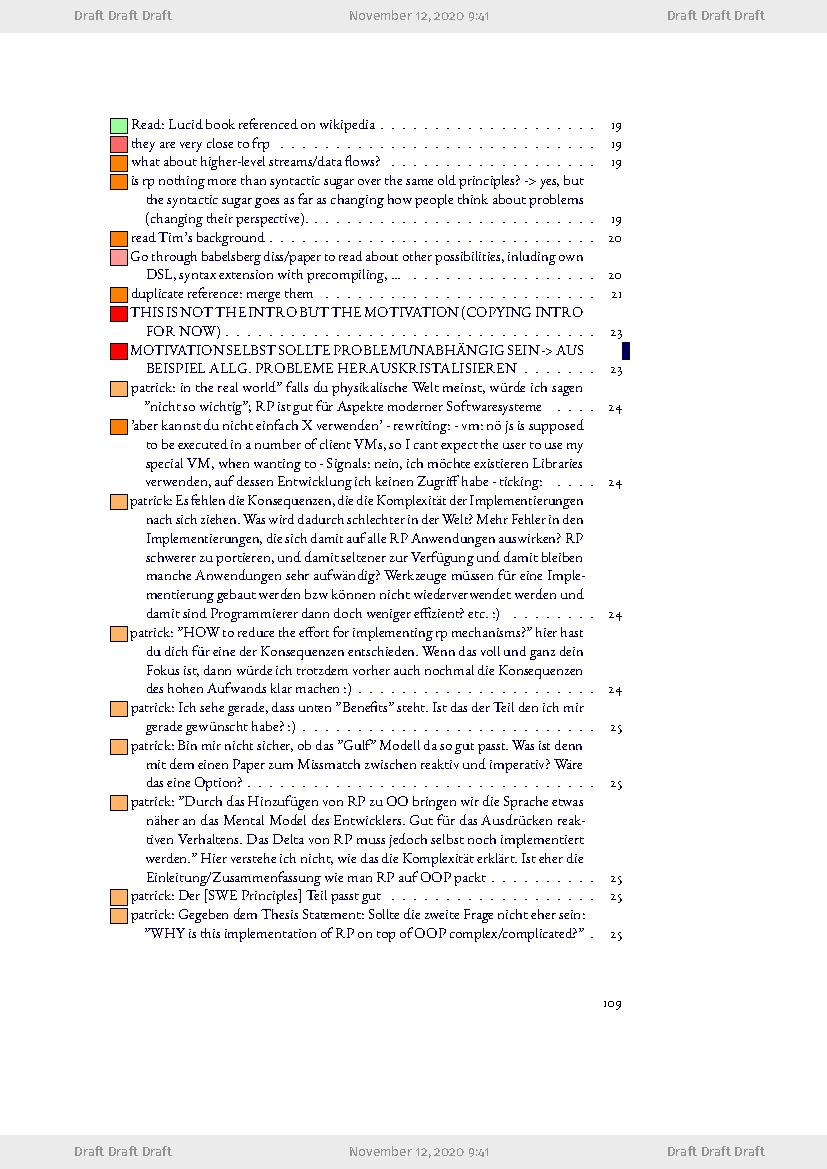 Draft Draft Draft November 12, 2020 9:41 Draft Draft Draft
Read: Lucid book referenced on wikipedia . . . . . . . . . . . . . . . . . . . . . . 19
they are very close to frp . . . . . . . . . . . . . . . . . . . . . . . . . . . . . . . . 19
what about higher-level streams/data flows? . . . . . . . . . . . . . . . . . . . . . 19
is rp nothing more than syntactic sugar over the same old principles? -> yes, but
the syntactic sugar goes as far as changing how people think about problems
(changing their perspective). . . . . . . . . . . . . . . . . . . . . . . . . . . . . 19
read Tim's background . . . . . . . . . . . . . . . . . . . . . . . . . . . . . . . . . 20
Go through babelsberg diss/paper to read about other possibilities, inluding own
DSL, syntax extension with precompiling, ... . . . . . . . . . . . . . . . . . . . 20
duplicate reference: merge them . . . . . . . . . . . . . . . . . . . . . . . . . . . . 21
THIS IS NOT THE INTRO BUT THE MOTIVATION (COPYING INTRO
FOR NOW) . . . . . . . . . . . . . . . . . . . . . . . . . . . . . . . . . . . . . 23
MOTIVATION SELBST SOLLTE PROBLEMUNABHÄNGIG SEIN -> AUS
BEISPIEL ALLG. PROBLEME HERAUSKRISTALISIEREN . . . . . . . 23
patrick: in the real world" falls du physikalische Welt meinst, würde ich sagen
"nicht so wichtig"; RP ist gut für Aspekte moderner Softwaresysteme . . . . 24
'aber kannst du nicht einfach X verwenden' - rewriting: - vm: nö js is supposed
to be executed in a number of client VMs, so I cant expect the user to use my
special VM, when wanting to - Signals: nein, ich möchte existieren Libraries
verwenden, auf dessen Entwicklung ich keinen Zugriff habe - ticking: . . . . 24
patrick: Es fehlen die Konsequenzen, die die Komplexität der Implementierungen
nach sich ziehen. Was wird dadurch schlechter in der Welt? Mehr Fehler in den
Implementierungen, die sich damit auf alle RP Anwendungen auswirken? RP
schwerer zu portieren, und damit seltener zur Verfügung und damit bleiben
manche Anwendungen sehr aufwändig? Werkzeuge müssen für eine Imple-
mentierung gebaut werden bzw können nicht wiederverwendet werden und
damit sind Programmierer dann doch weniger effizient? etc. :) . . . . . . . . 24
patrick: "HOW to reduce the effort for implementing rp mechanisms?" hier hast
du dich für eine der Konsequenzen entschieden. Wenn das voll und ganz dein
Fokus ist, dann würde ich trotzdem vorher auch nochmal die Konsequenzen
des hohen Aufwands klar machen :) . . . . . . . . . . . . . . . . . . . . . . . . 24
patrick: Ich sehe gerade, dass unten "Benefits" steht. Ist das der Teil den ich mir
gerade gewünscht habe? :) . . . . . . . . . . . . . . . . . . . . . . . . . . . . . . 25
patrick: Bin mir nicht sicher, ob das "Gulf" Modell da so gut passt. Was ist denn
mit dem einen Paper zum Missmatch zwischen reaktiv und imperativ? Wäre
das eine Option? . . . . . . . . . . . . . . . . . . . . . . . . . . . . . . . . . . . 25
patrick: "Durch das Hinzufügen von RP zu OO bringen wir die Sprache etwas
näher an das Mental Model des Entwicklers. Gut für das Ausdrücken reak-
tiven Verhaltens. Das Delta von RP muss jedoch selbst noch implementiert
werden." Hier verstehe ich nicht, wie das die Komplexität erklärt. Ist eher die
Einleitung/Zusammenfassung wie man RP auf OOP packt . . . . . . . . . . 25
patrick: Der [SWE Principles] Teil passt gut . . . . . . . . . . . . . . . . . . . . . 25
patrick: Gegeben dem Thesis Statement: Sollte die zweite Frage nicht eher sein:
"WHY is this implementation of RP on top of OOP complex/complicated?" . 25
109
Draft Draft Draft November 12, 2020 9:41 Draft Draft Draft